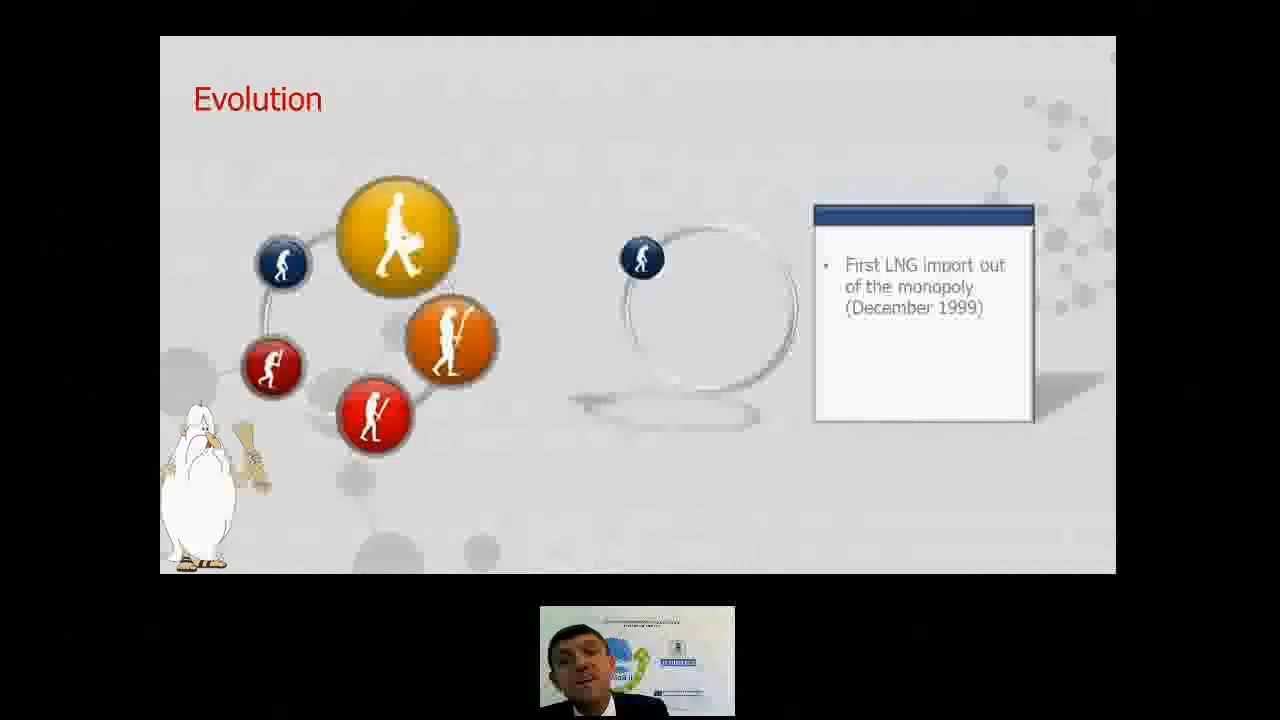 Evolution
• First LNG import out
of the monopoly
(December 1999)